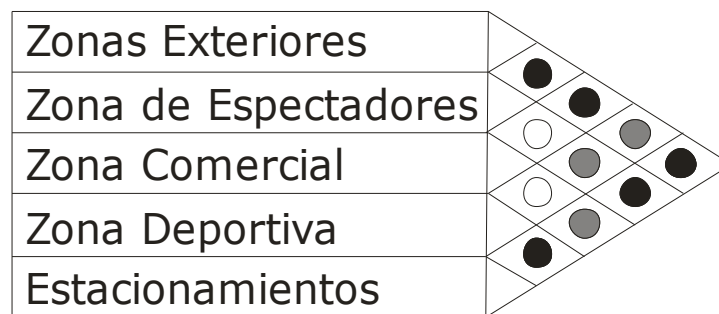 Zonas Exteriores
Zona de Espectadores
Zona Comercial
Zona Deportiva
Estacionamientos